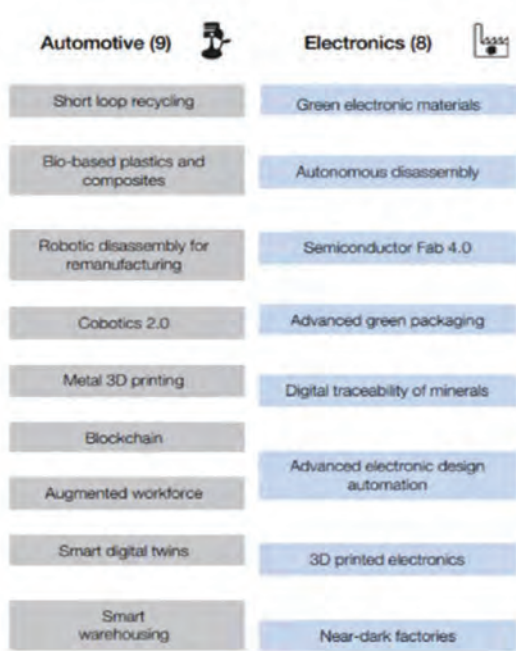 Automotive (9)
Short loop recycling
Bio-based plastics and
composites
Robotic disassembly for
remanufacturing
Cobotics 2.0
Metal 3D printing
Blockchain
Augmented workforce
Smart digital twins
Smart
warehousing
Electronics (8)
Green electronic materials
Autonomous disassembly
Semiconductor Fab 4.0
Advanced green packaging
Digital traceability of minerals
Advanced electronic design
automation
3D printed electronics
Near-dark factories